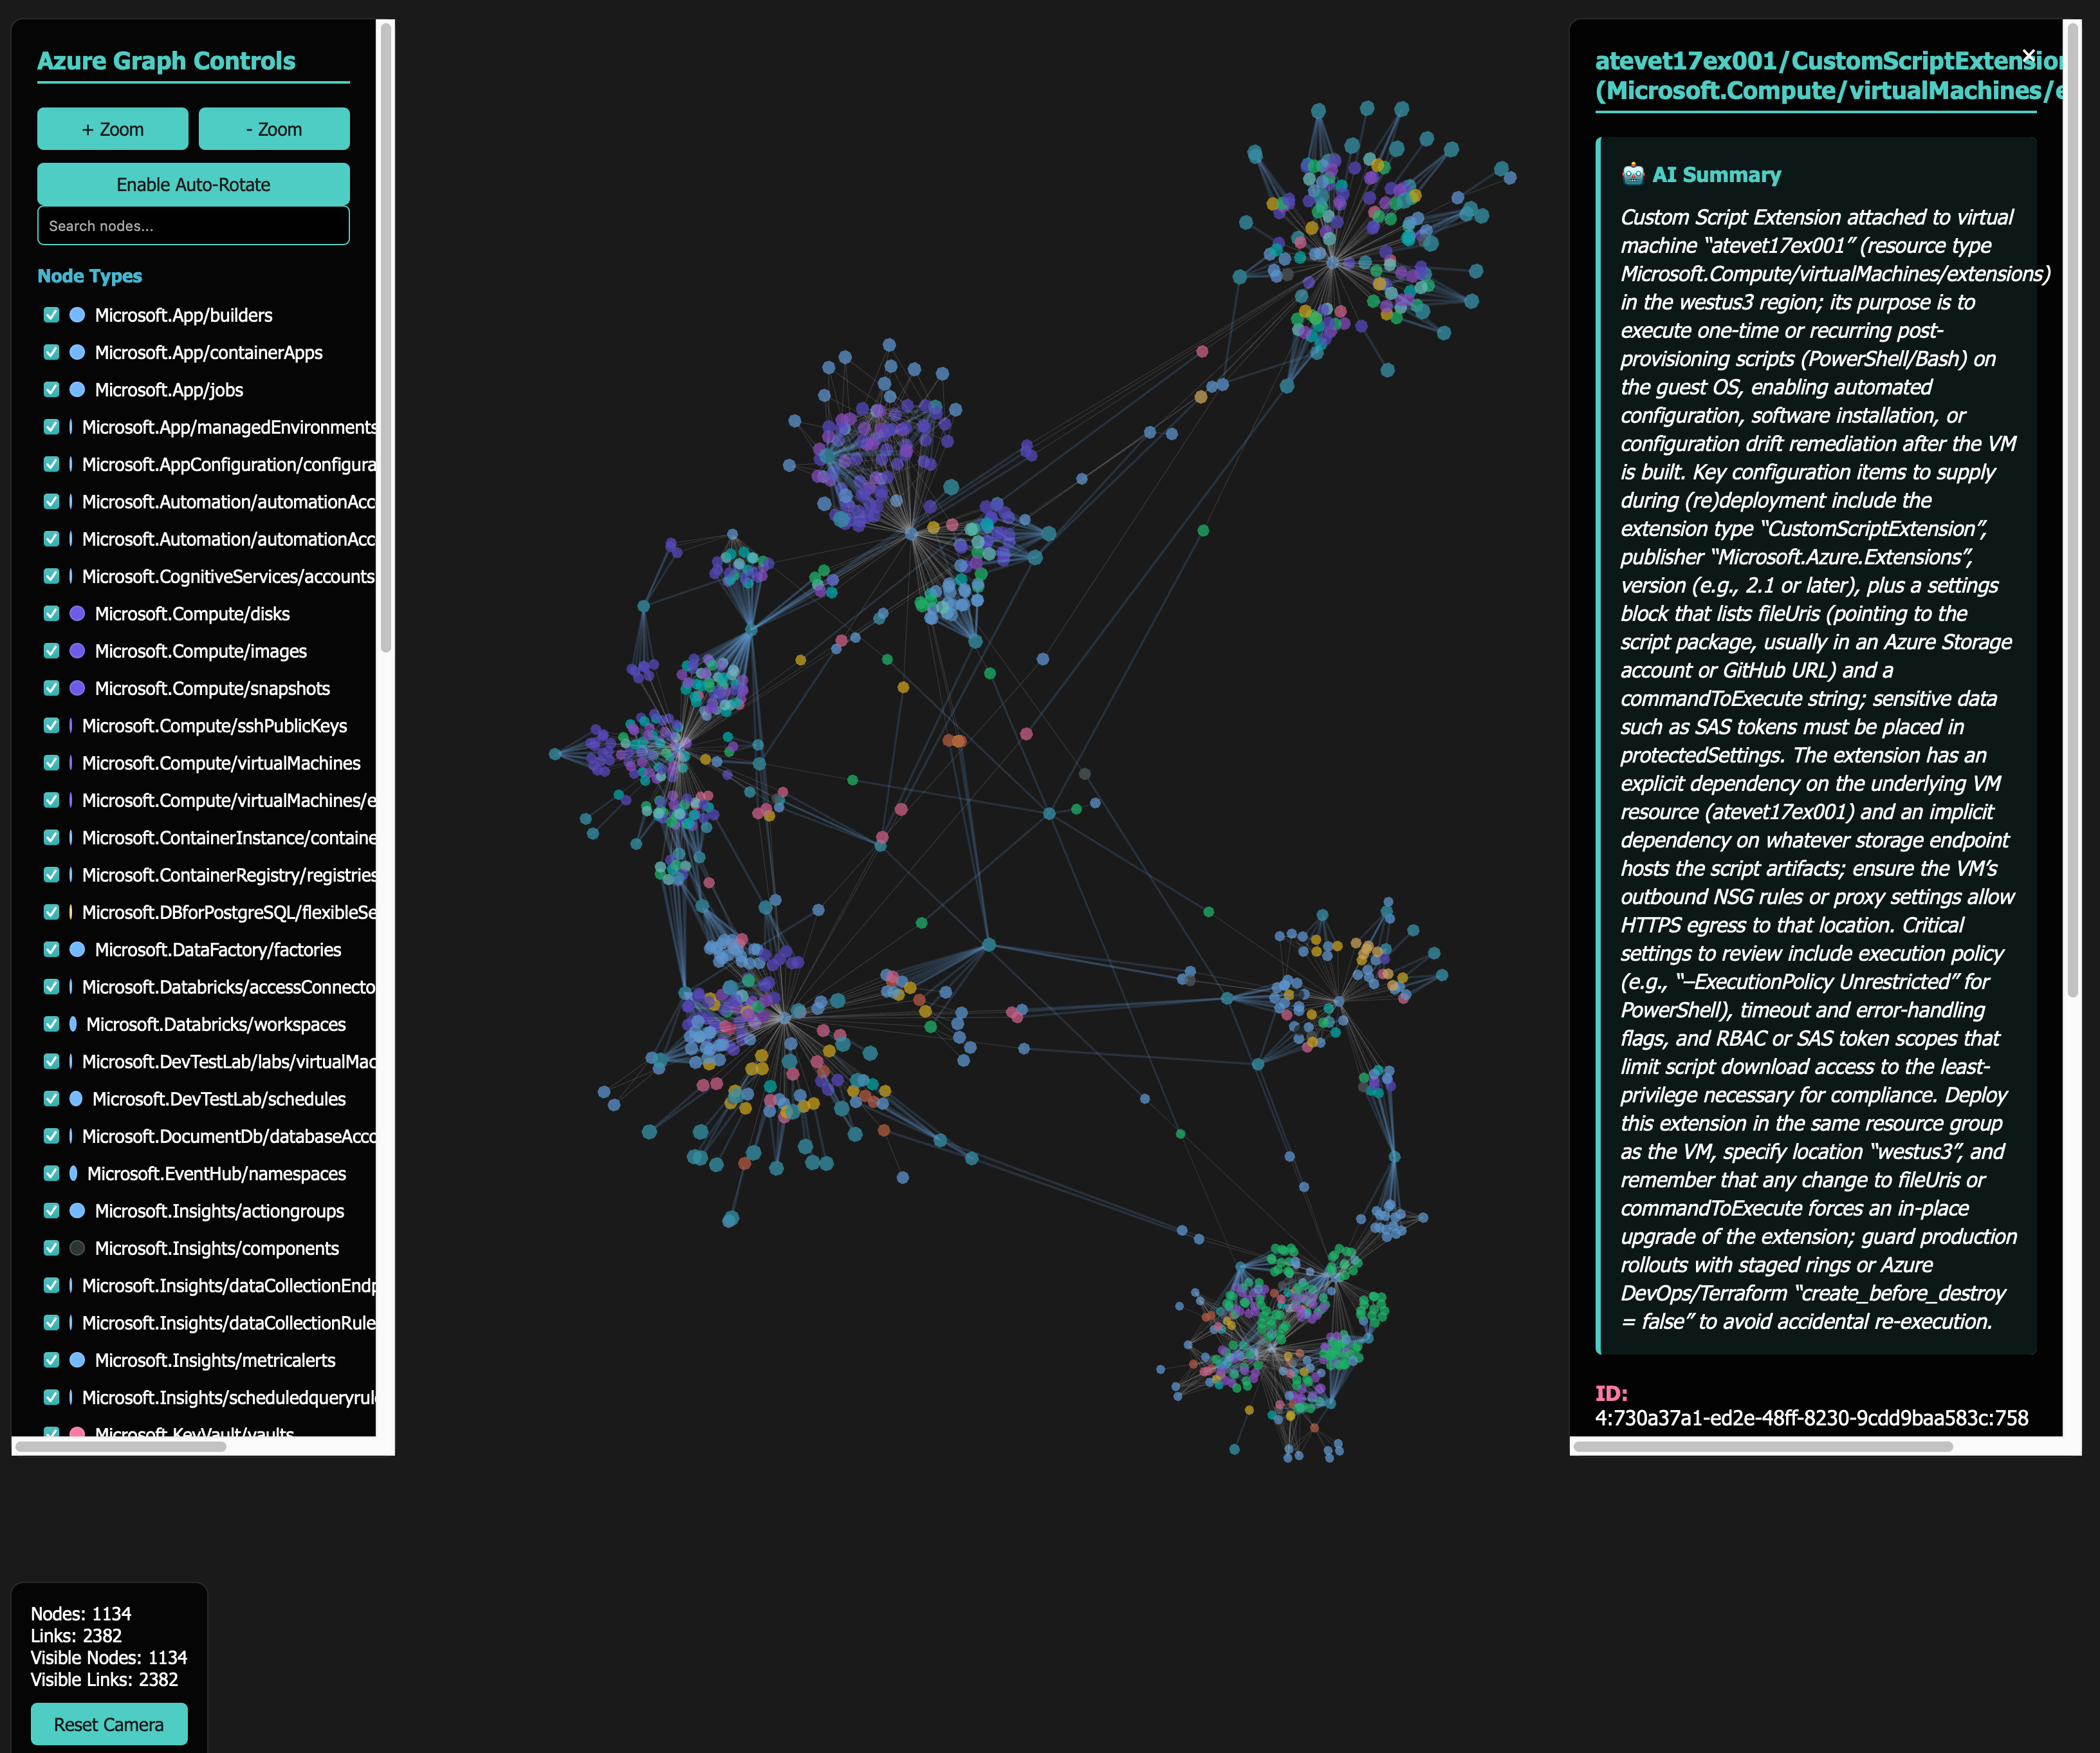 Azure Graph Controls
+ Zoom
- Zoom
Enable Auto-Rotate
Search nodes...
Node Types
Microsoft.App/builders
Microsoft.App/containerApps
Microsoft.App/jobs
Microsoft.App/managedEnvironments
Microsoft.AppConfiguration/configura
Microsoft.Automation/automationAcc
Microsoft.Automation/automationAcc
Microsoft.CognitiveServices/accounts
Microsoft.Compute/disks
Microsoft.Compute/images
Microsoft.Compute/snapshots
Microsoft.Compute/sshPublicKeys
Microsoft.Compute/virtualMachines
Microsoft.Compute/virtualMachines/e
Microsoft.ContainerInstance/containe
Microsoft.ContainerRegistry/registries
Microsoft.DBforPostgreSQL/flexibleSe
Microsoft.DataFactory/factories
Microsoft.Databricks/accessConnecto
Microsoft.Databricks/workspaces
Microsoft.DevTestLab/labs/virtualMac
Microsoft.DevTestLab/schedules
Microsoft.DocumentDb/databaseAcco
Microsoft.EventHub/namespaces
Microsoft.Insights/actiongroups
Microsoft.Insights/components
Microsoft.Insights/dataCollectionEndp
Microsoft.Insights/dataCollectionRule
Microsoft.Insights/metricalerts
Microsoft.Insights/scheduledqueryrul
Microsoft.KeyVault/vaults
Nodes: 1134
Links: 2382
Visible Nodes: 1134
Visible Links: 2382
Reset Camera
atevet17ex001/CustomScriptExtension
×
(Microsoft.Compute/virtualMachines/e
🤖 AI Summary
Custom Script Extension attached to virtual
machine “atevet17ex001” (resource type
Microsoft.Compute/virtualMachines/extensions)
in the westus3 region; its purpose is to
execute one-time or recurring post-
provisioning scripts (PowerShell/Bash) on
the guest OS, enabling automated
configuration, software installation, or
configuration drift remediation after the VM
is built. Key configuration items to supply
during (re)deployment include the
extension type “CustomScriptExtension”,
publisher “Microsoft.Azure.Extensions”,
version (e.g., 2.1 or later), plus a settings
block that lists fileUris (pointing to the
script package, usually in an Azure Storage
account or GitHub URL) and a
commandToExecute string; sensitive data
such as SAS tokens must be placed in
protectedSettings. The extension has an
explicit dependency on the underlying VM
resource (atevet17ex001) and an implicit
dependency on whatever storage endpoint
hosts the script artifacts; ensure the VM’s
outbound NSG rules or proxy settings allow
HTTPS egress to that location. Critical
settings to review include execution policy
(e.g., “–ExecutionPolicy Unrestricted” for
PowerShell), timeout and error-handling
flags, and RBAC or SAS token scopes that
limit script download access to the least-
privilege necessary for compliance. Deploy
this extension in the same resource group
as the VM, specify location “westus3”, and
remember that any change to fileUris or
commandToExecute forces an in-place
upgrade of the extension; guard production
rollouts with staged rings or Azure
DevOps/Terraform “create_before_destroy
= false” to avoid accidental re-execution.
ID:
4:730a37a1-ed2e-48ff-8230-9cdd9baa583c:758